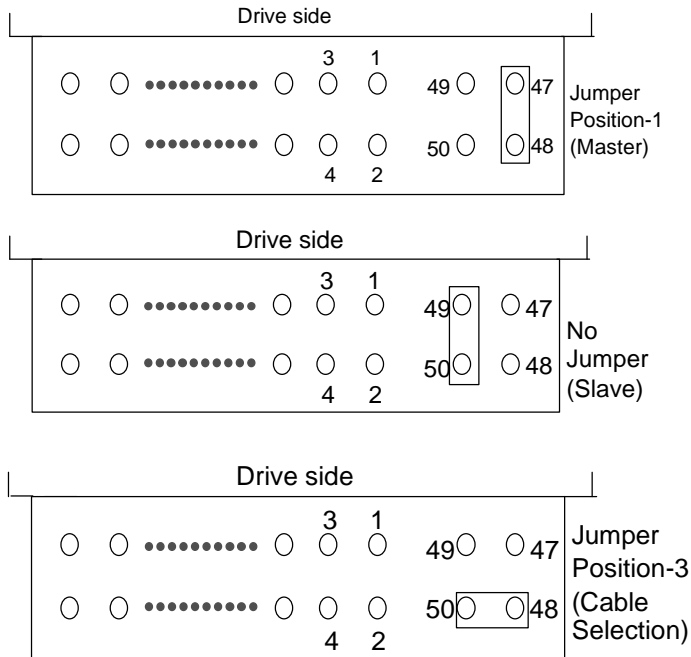 Drive side
3 1
49 47
50 48
4 2
Jumper
Position-1
(Master)
Drive side
3 1
49 47
50 48
4 2
No
Jumper
(Slave)
Drive side
3 1
49 47
50 48
4 2
Jumper
Position-3
(Cable
Selection)